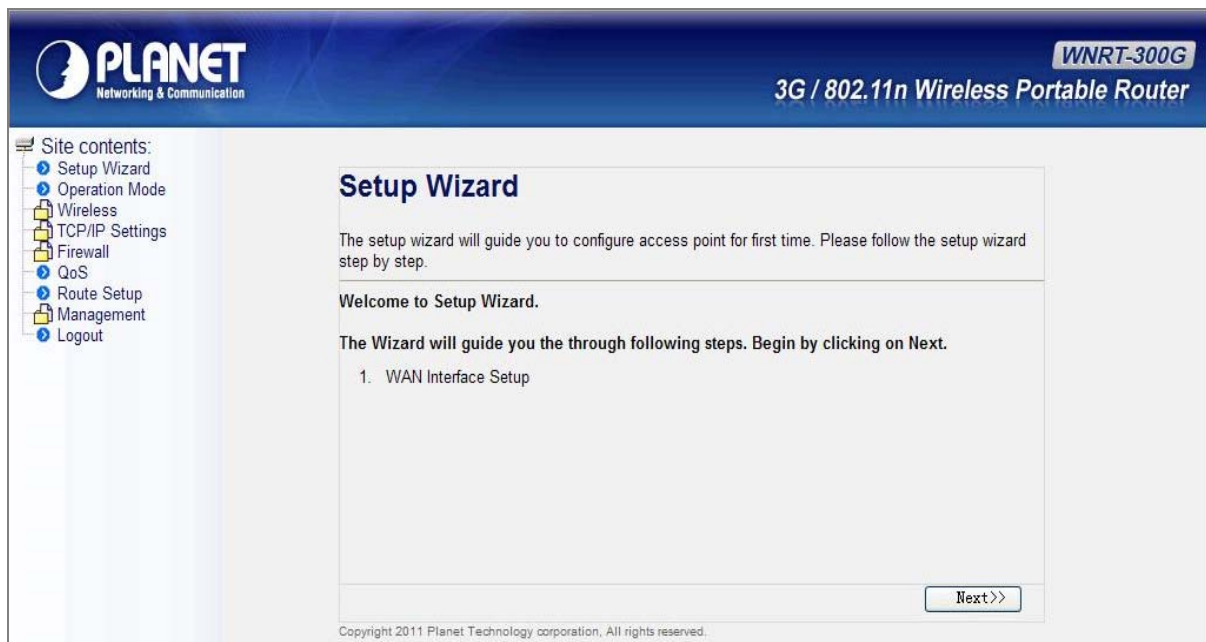 PLANET
Networking & Communication
WNRT-300G
3G / 802.11n Wireless Portable Router
Site contents:
Setup Wizard
Operation Mode
Wireless
TCP/IP Settings
Firewall
QoS
Route Setup
Management
Logout
Setup Wizard
The setup wizard will guide you to configure access point for first time. Please follow the setup wizard
step by step.
Welcome to Setup Wizard.
The Wizard will guide you the through following steps. Begin by clicking on Next.
1. WAN Interface Setup
Next>>
Copyright 2011 Planet Technology corporation, All rights reserved.